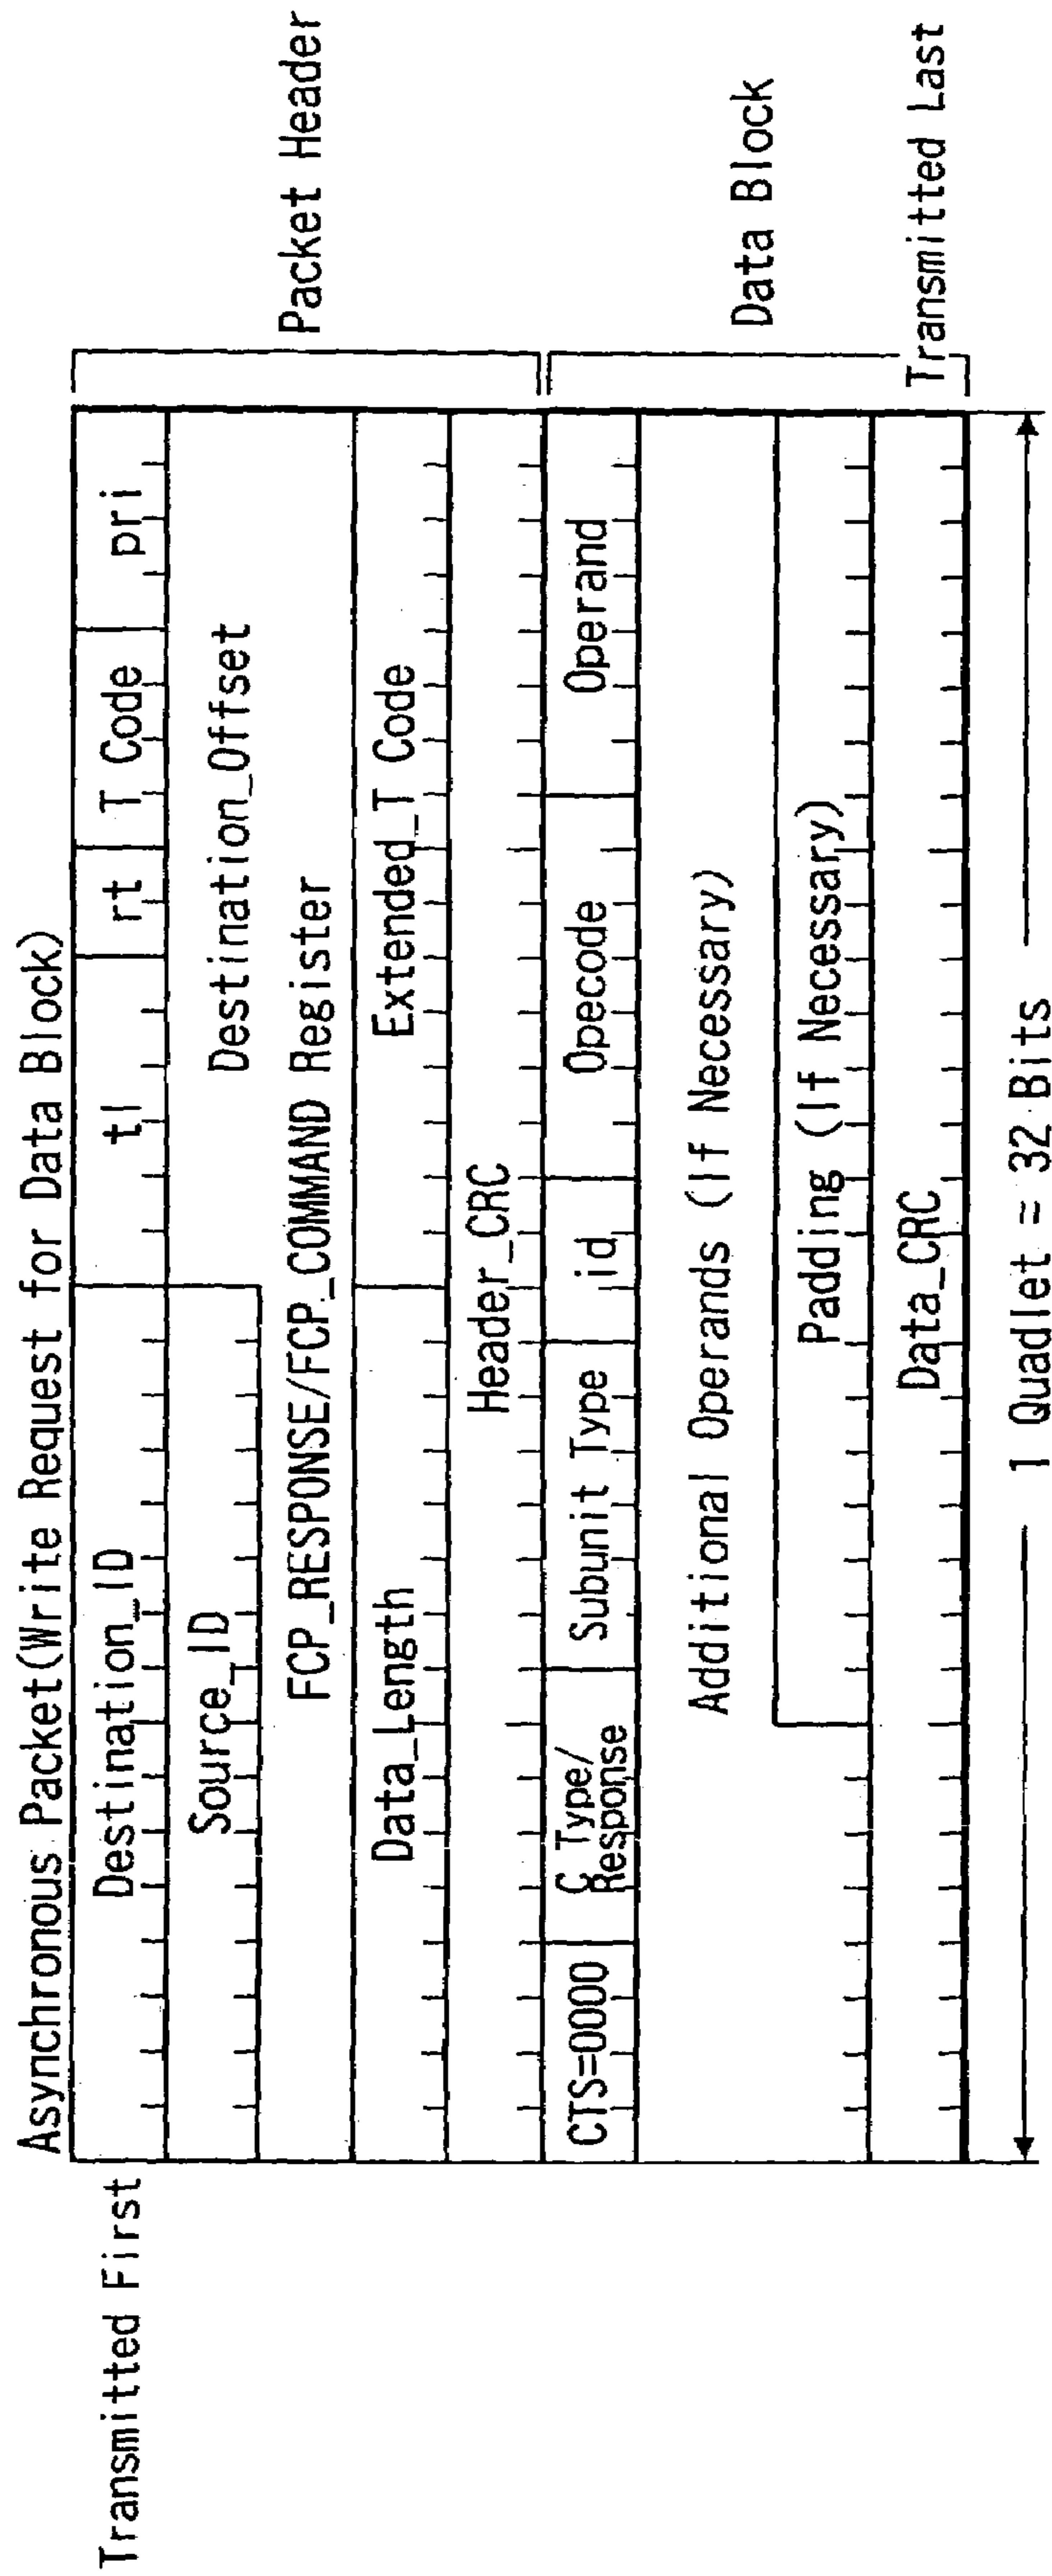 Asynchronous Packet(Write Request for Data Block)
Transmitted First
Destination_ID
tl
rt
T Code
pri
Source_ID
Destination_Offset
FCP_RESPONSE/FCP_COMMAND Register
Packet Header
Data_Length
Extended_T Code
Header_CRC
CTS=0000
C Type/
Response
Subunit Type
id
Opecode
Operand
Additional Operands (If Necessary)
Data Block
Padding (If Necessary)
Data_CRC
Transmitted Last
1 Quadlet = 32 Bits